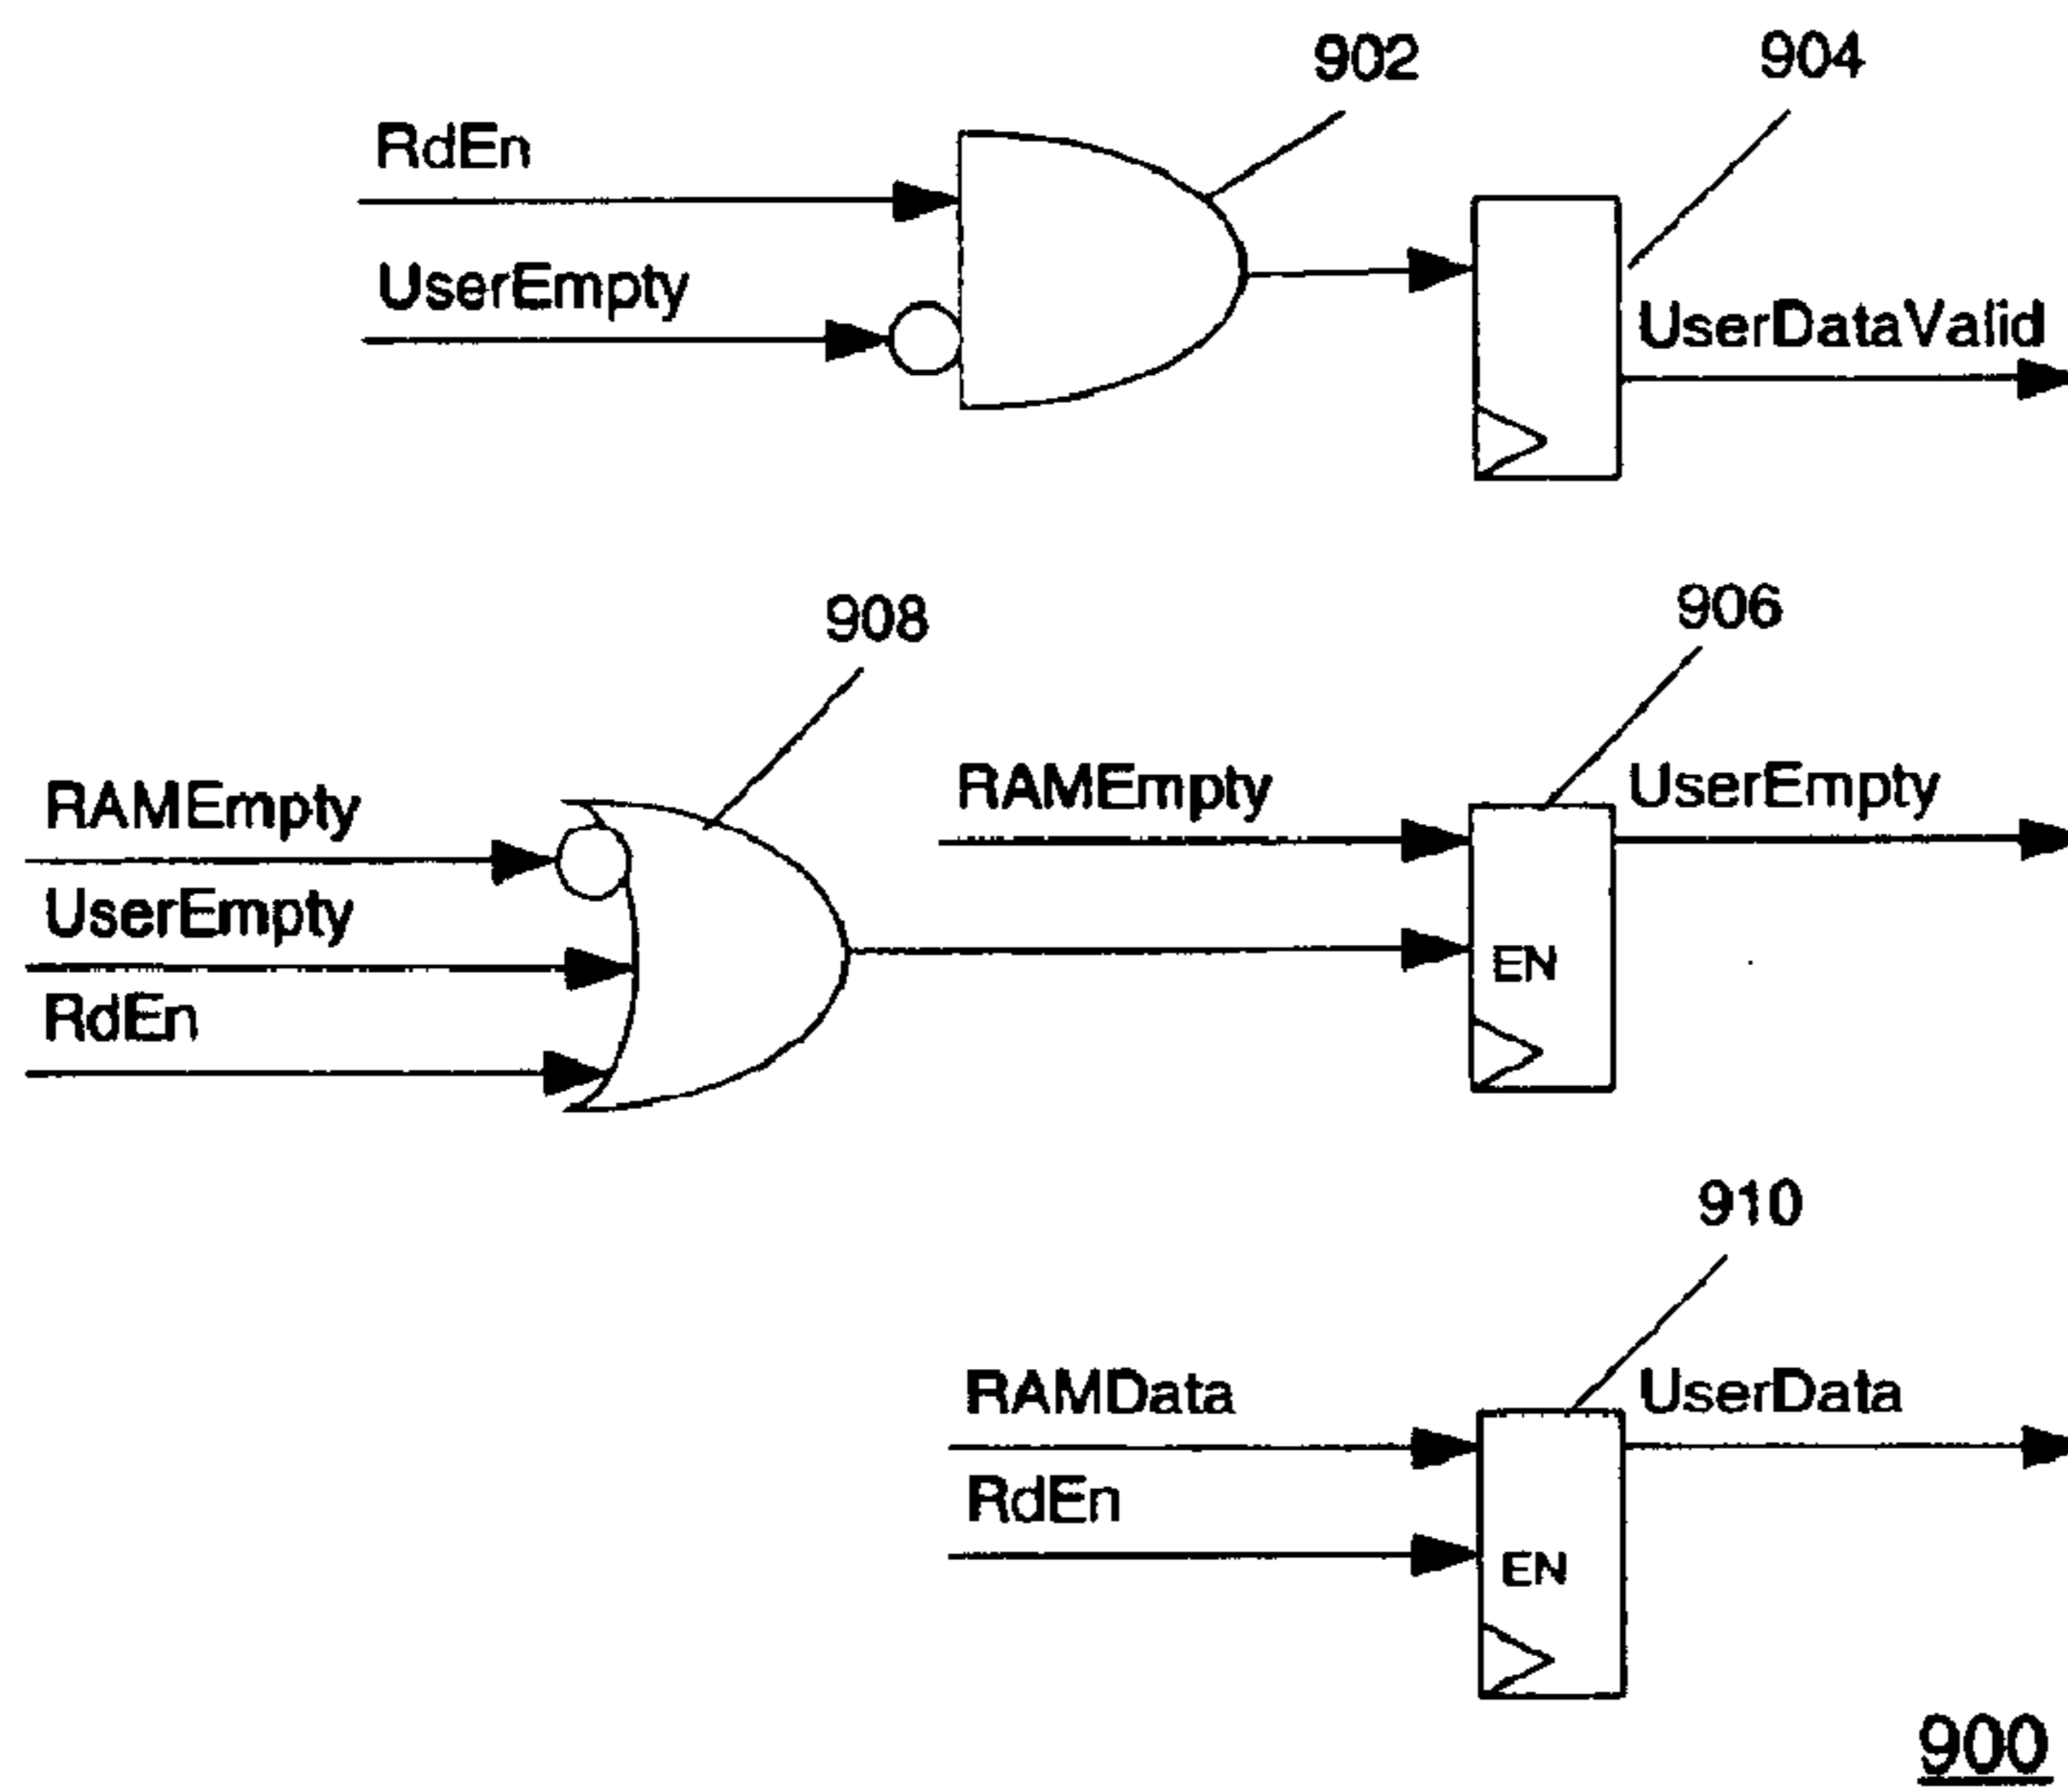 902
904
RdEn
UserEmpty
UserDataValid
908
906
RAMEmpty
RAMEmpty
UserEmpty
UserEmpty
EN
RdEn
910
RAMData
UserData
RdEn
EN
900